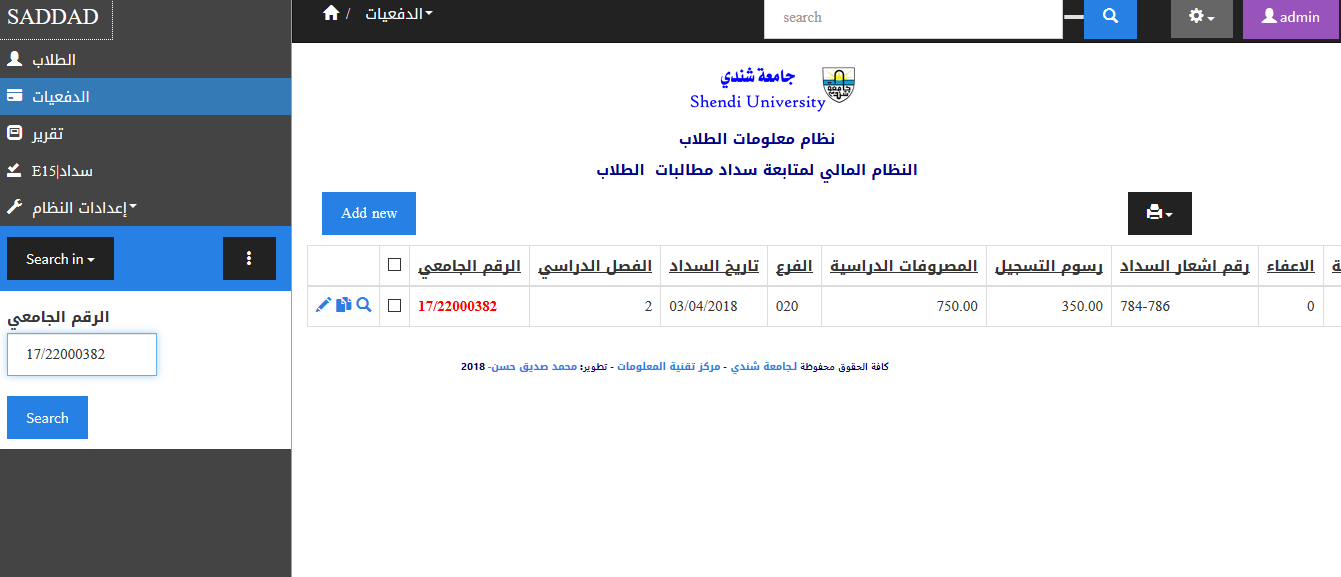 SADDAD
الطلاب
الدفعيات
تقرير
سداد|E15
إعدادات النظام
Search in
الرقم الجامعي
17/22000382
Search
/ الدفعيات
search
admin
جامعة شندي
Shendi University
نظام معلومات الطلاب
النظام المالي لمتابعة سداد مطالبات الطلاب
Add new
الرقم الجامعي الفصل الدراسي تاريخ السداد الفرع المصروفات الدراسية رسوم التسجيل رقم اشعار السداد الاعفاء
17/22000382 2 03/04/2018 020 750.00 350.00 784-786 0
كافة الحقوق محفوظة لجامعة شندي - مركز تقنية المعلومات - تطوير: محمد صديق حسن- 2018